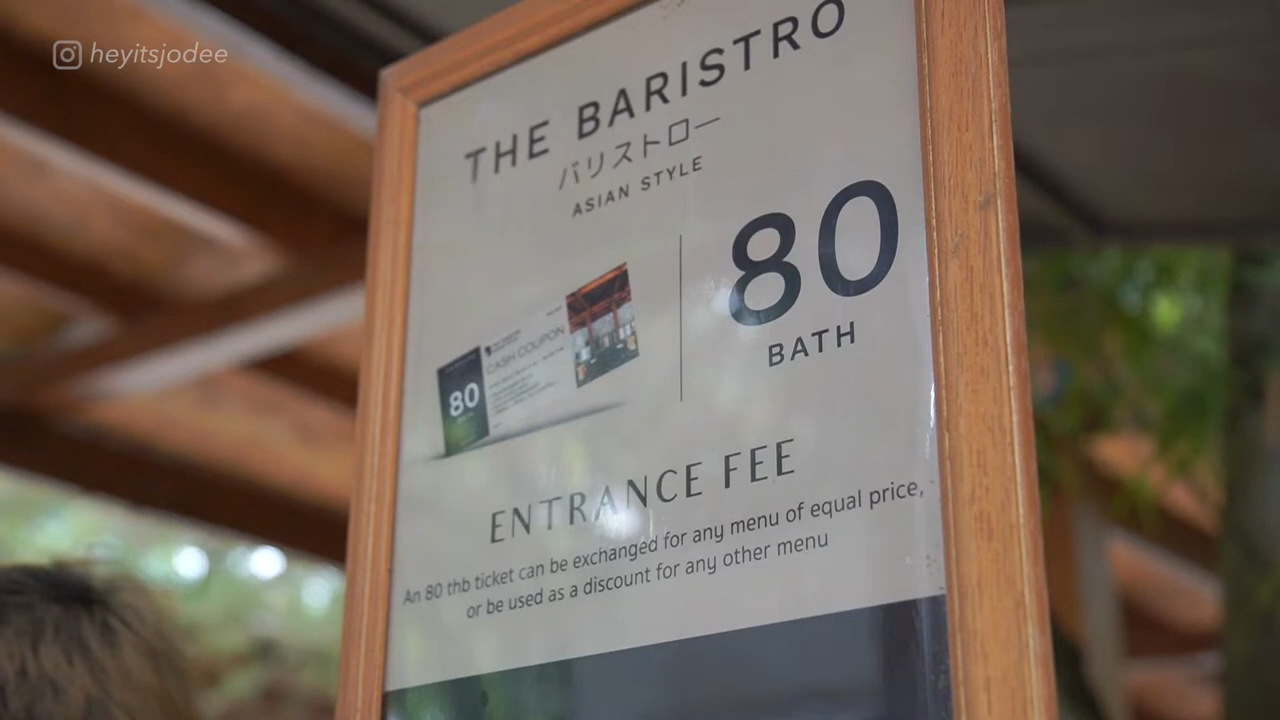 heyitsjodee
THE BARISTRO
バリストロー
ASIAN STYLE
80
CASH COUPON
80
BATH
ENTRANCE FEE
An 80 thb ticket can be exchanged for any menu of equal price,
or be used as a discount for any other menu